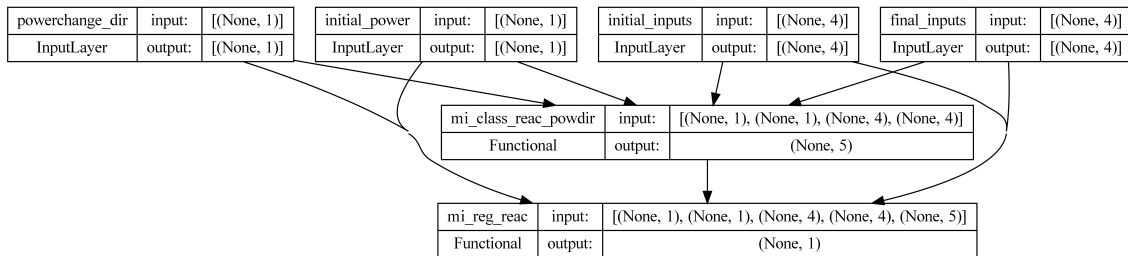 powerchange_dir input: [(None, 1)]
InputLayer output: [(None, 1)]
initial_power input: [(None, 1)]
InputLayer output: [(None, 1)]
initial_inputs input: [(None, 4)]
InputLayer output: [(None, 4)]
final_inputs input: [(None, 4)]
InputLayer output: [(None, 4)]
mi_class_reac_powdir input: [(None, 1), (None, 1), (None, 4), (None, 4)]
Functional output: (None, 5)
mi_reg_reac input: [(None, 1), (None, 1), (None, 4), (None, 4), (None, 5)]
Functional output: (None, 1)